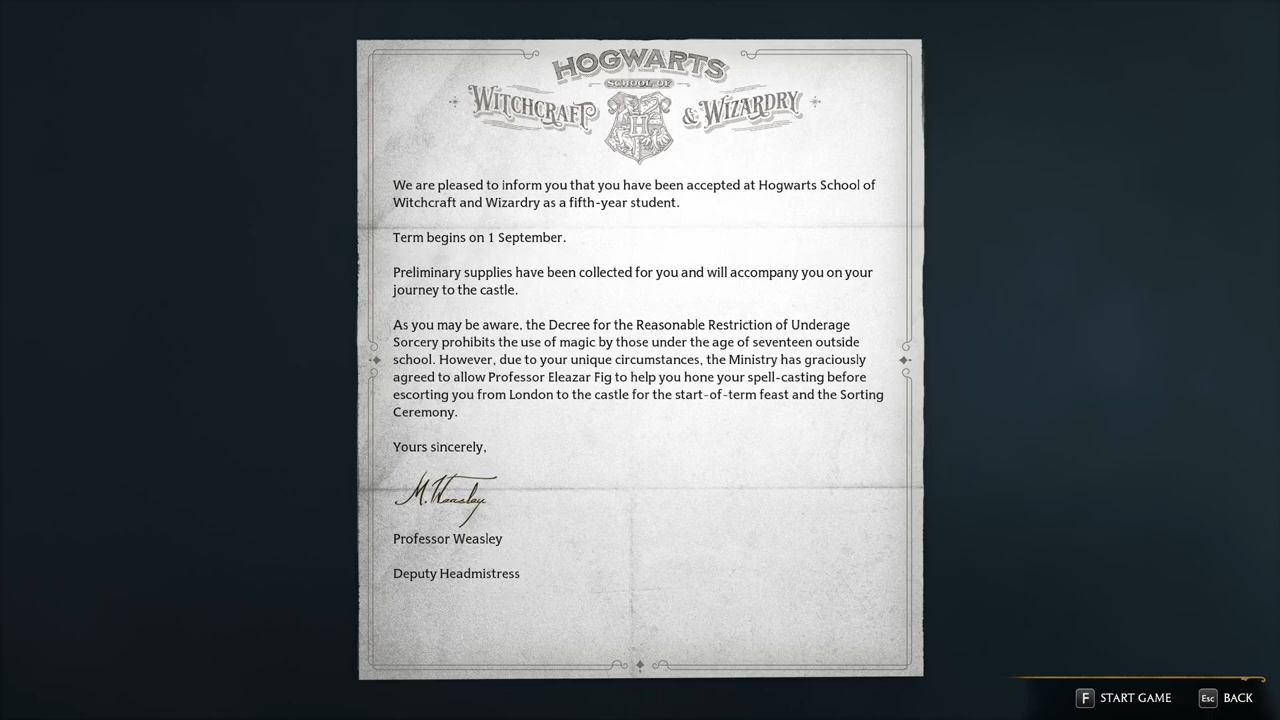 HOGWARTS
SCHOOL OF
WITCHCRAFT & WIZARDRY
H
We are pleased to inform you that you have been accepted at Hogwarts School of
Witchcraft and Wizardry as a fifth-year student.
Term begins on 1 September.
Preliminary supplies have been collected for you and will accompany you on your
journey to the castle.
As you may be aware, the Decree for the Reasonable Restriction of Underage
Sorcery prohibits the use of magic by those under the age of seventeen outside
school. However, due to your unique circumstances, the Ministry has graciously
agreed to allow Professor Eleazar Fig to help you hone your spell-casting before
escorting you from London to the castle for the start-of-term feast and the Sorting
Ceremony.
Yours sincerely,
M. Weasley
Professor Weasley
Deputy Headmistress
F START GAME Esc BACK